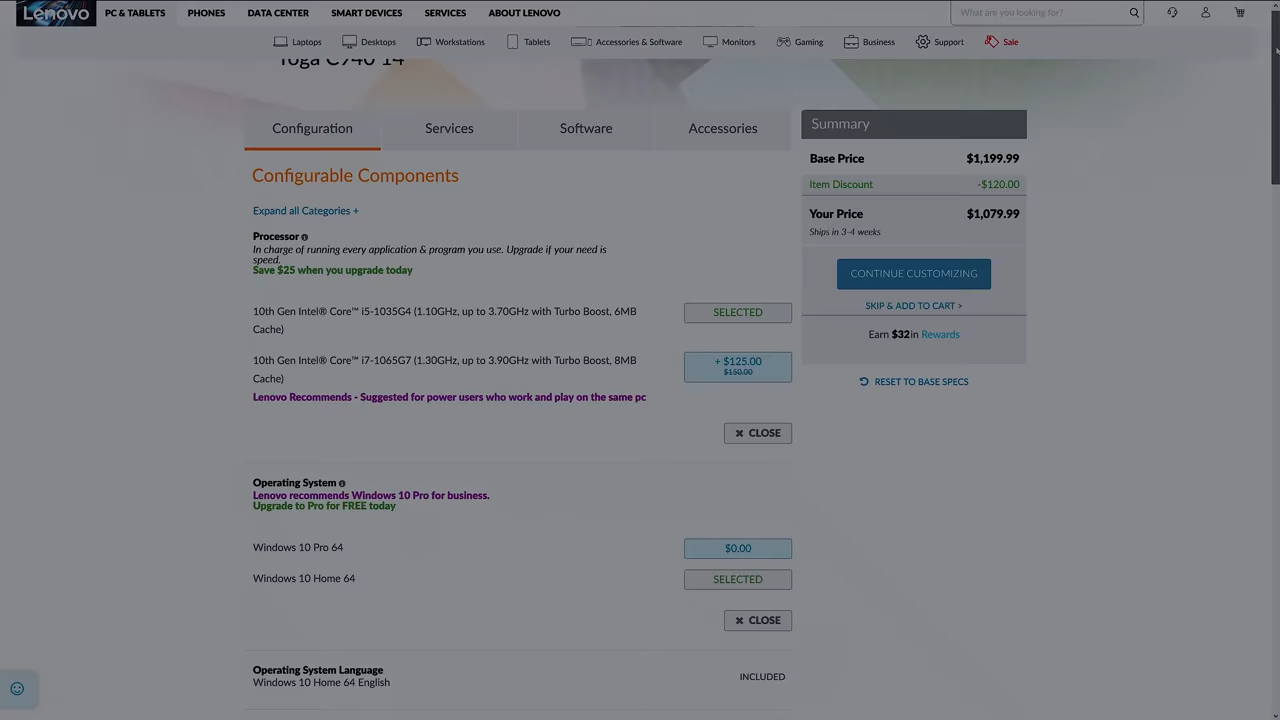 Lenovo
PC & TABLETS
PHONES
DATA CENTER
SMART DEVICES
SERVICES
ABOUT LENOVO
What are you looking for?
Laptops
Desktops
Workstations
Tablets
Accessories & Software
Monitors
Gaming
Business
Support
Sale
Yoga C940 14
Configuration
Services
Software
Accessories
Configurable Components
Expand all Categories +
Processor
In charge of running every application & program you use. Upgrade if your need is
speed.
Save $25 when you upgrade today
10th Gen Intel® Core™ i5-1035G4 (1.10GHz, up to 3.70GHz with Turbo Boost, 6MB
Cache)
SELECTED
10th Gen Intel® Core™ i7-1065G7 (1.30GHz, up to 3.90GHz with Turbo Boost, 8MB
Cache)
+ $125.00
$150.00
Lenovo Recommends - Suggested for power users who work and play on the same pc
CLOSE
Operating System
Lenovo recommends Windows 10 Pro for business.
Upgrade to Pro for FREE today
Windows 10 Pro 64
$0.00
Windows 10 Home 64
SELECTED
CLOSE
Operating System Language
Windows 10 Home 64 English
INCLUDED
Summary
Base Price
$1,199.99
Item Discount
-$120.00
Your Price
$1,079.99
Ships in 3-4 weeks
CONTINUE CUSTOMIZING
SKIP & ADD TO CART >
Earn $32in Rewards
RESET TO BASE SPECS